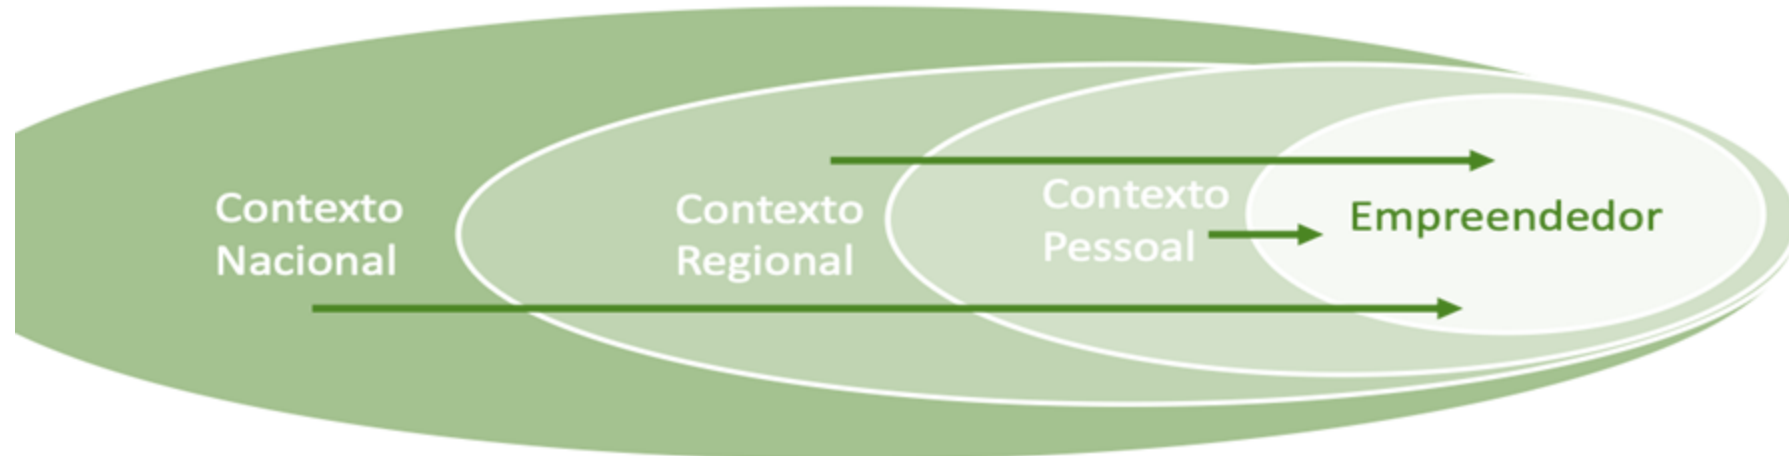 Contexto
Nacional
Contexto
Regional
Contexto
Pessoal
Empreendedor